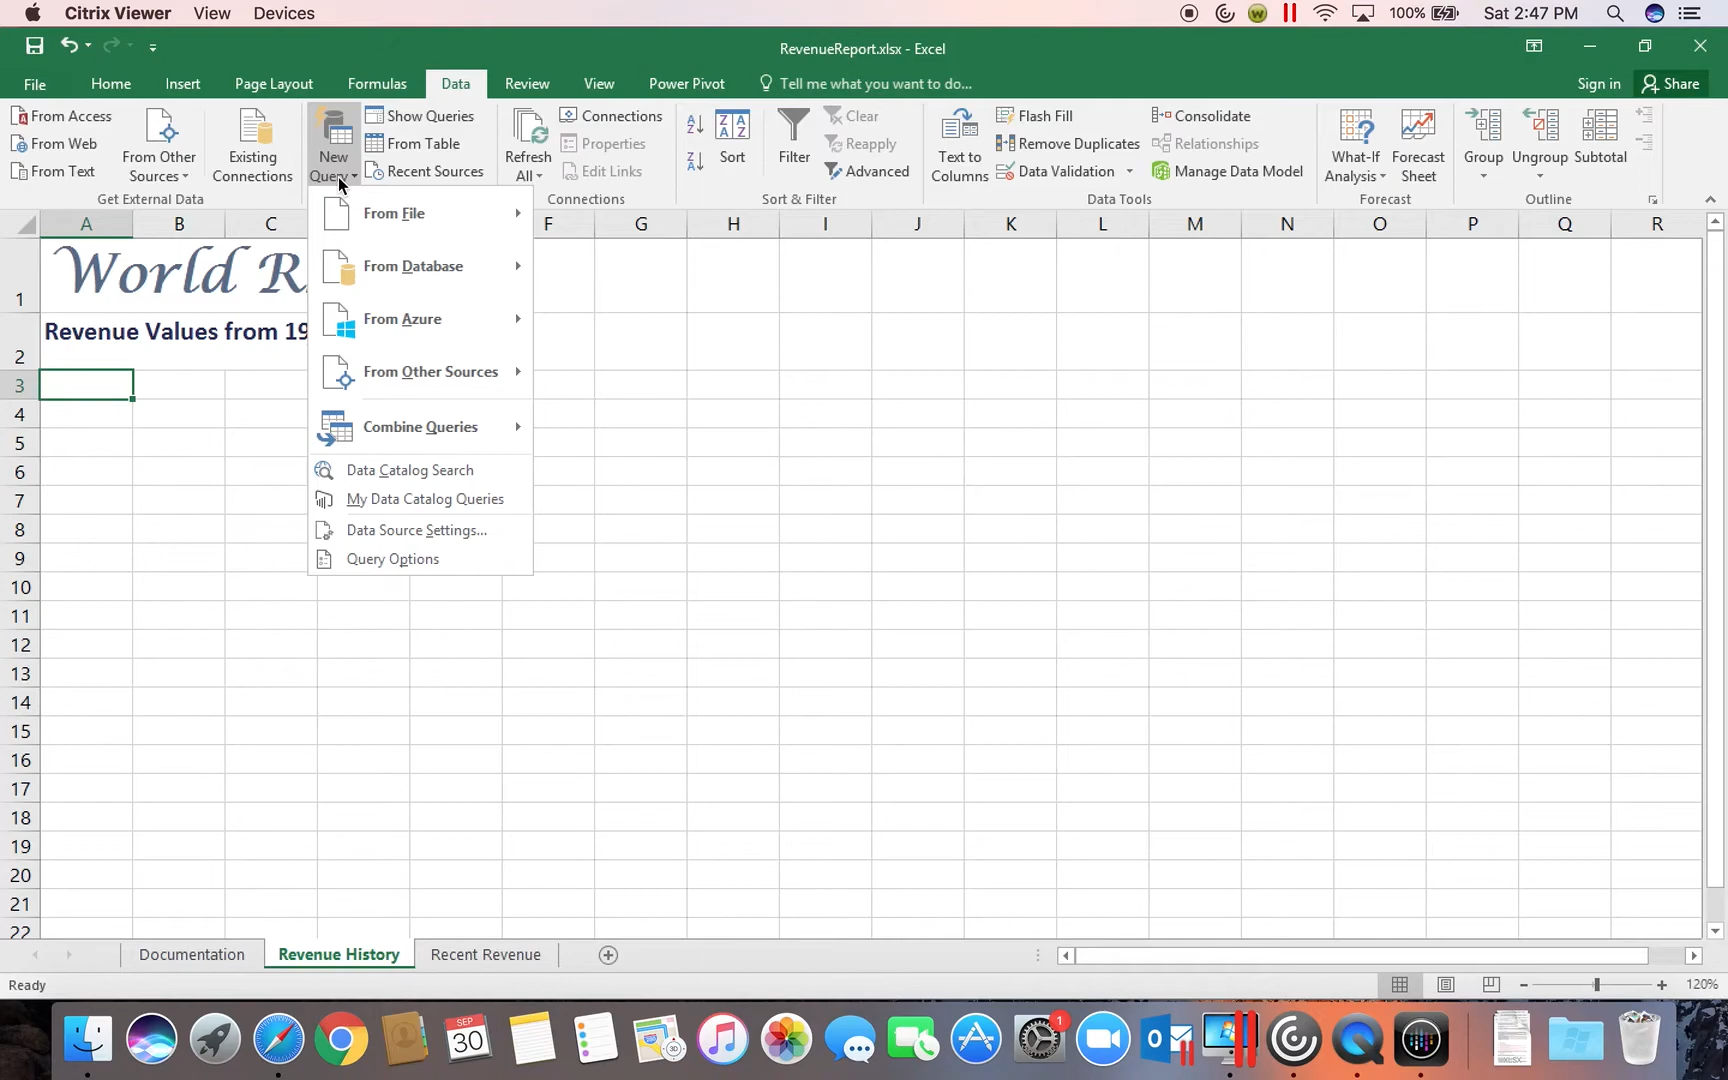 Citrix Viewer View Devices 100% Sat 2:47 PM
RevenueReport.xlsx - Excel
File Home Insert Page Layout Formulas Data Review View Power Pivot Tell me what you want to do... Sign in Share
From Access
From Web
From Text
From Other
Sources
Existing
Connections
Get External Data
New
Query
Show Queries
From Table
Recent Sources
Refresh
All
Connections
Properties
Edit Links
Connections
Sort
Filter
Clear
Reapply
Advanced
Sort & Filter
Text to
Columns
Flash Fill
Remove Duplicates
Data Validation
Consolidate
Relationships
Manage Data Model
Data Tools
What-If
Analysis
Forecast
Sheet
Forecast
Group
Ungroup
Subtotal
Outline
From File
From Database
From Azure
From Other Sources
Combine Queries
Data Catalog Search
My Data Catalog Queries
Data Source Settings...
Query Options
A B C F G H I J K L M N O P Q R
1 World R
2 Revenue Values from 19
3
4
5
6
7
8
9
10
11
12
13
14
15
16
17
18
19
20
21
22
Documentation Revenue History Recent Revenue
Ready 120%
SEP
30
1